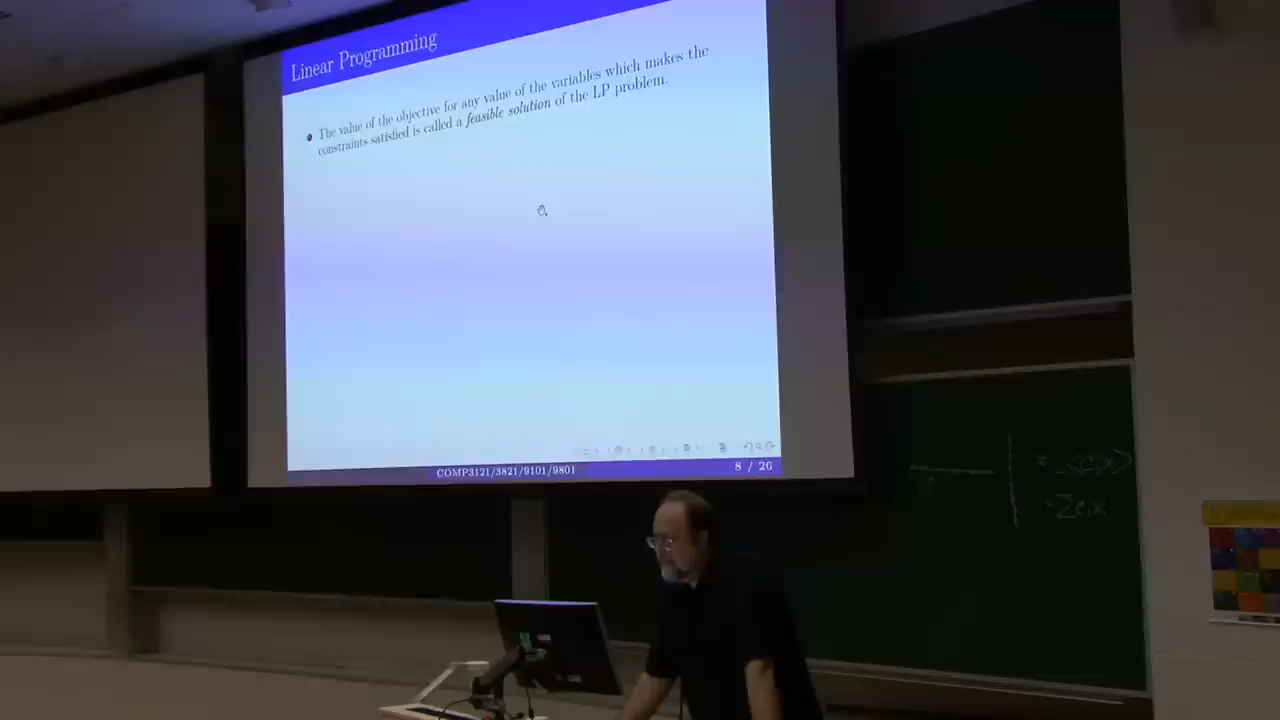 Linear Programming
The value of the objective for any value of the variables which makes the
constraints satisfied is called a feasible solution of the LP problem.
COMP3121/3821/9101/9801
8 / 26